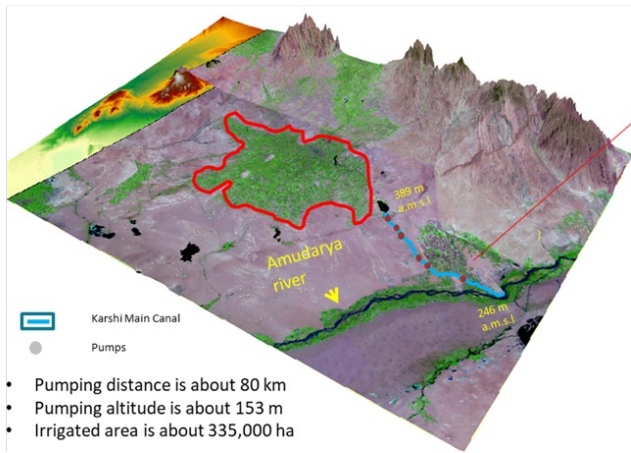 389 m
a.m.s.l
Amudarya
river
246 m
a.m.s.l
Karshi Main Canal
Pumps
• Pumping distance is about 80 km
• Pumping altitude is about 153 m
• Irrigated area is about 335,000 ha